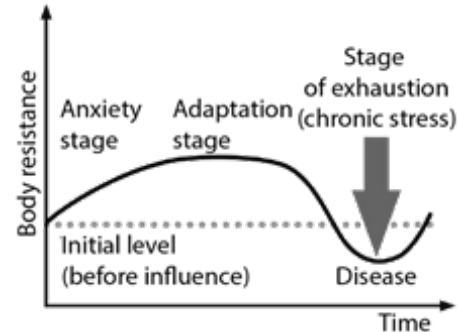 Body resistance
Anxiety
stage
Adaptation
stage
Stage
of exhaustion
(chronic stress)
Initial level
(before influence)
Disease
Time